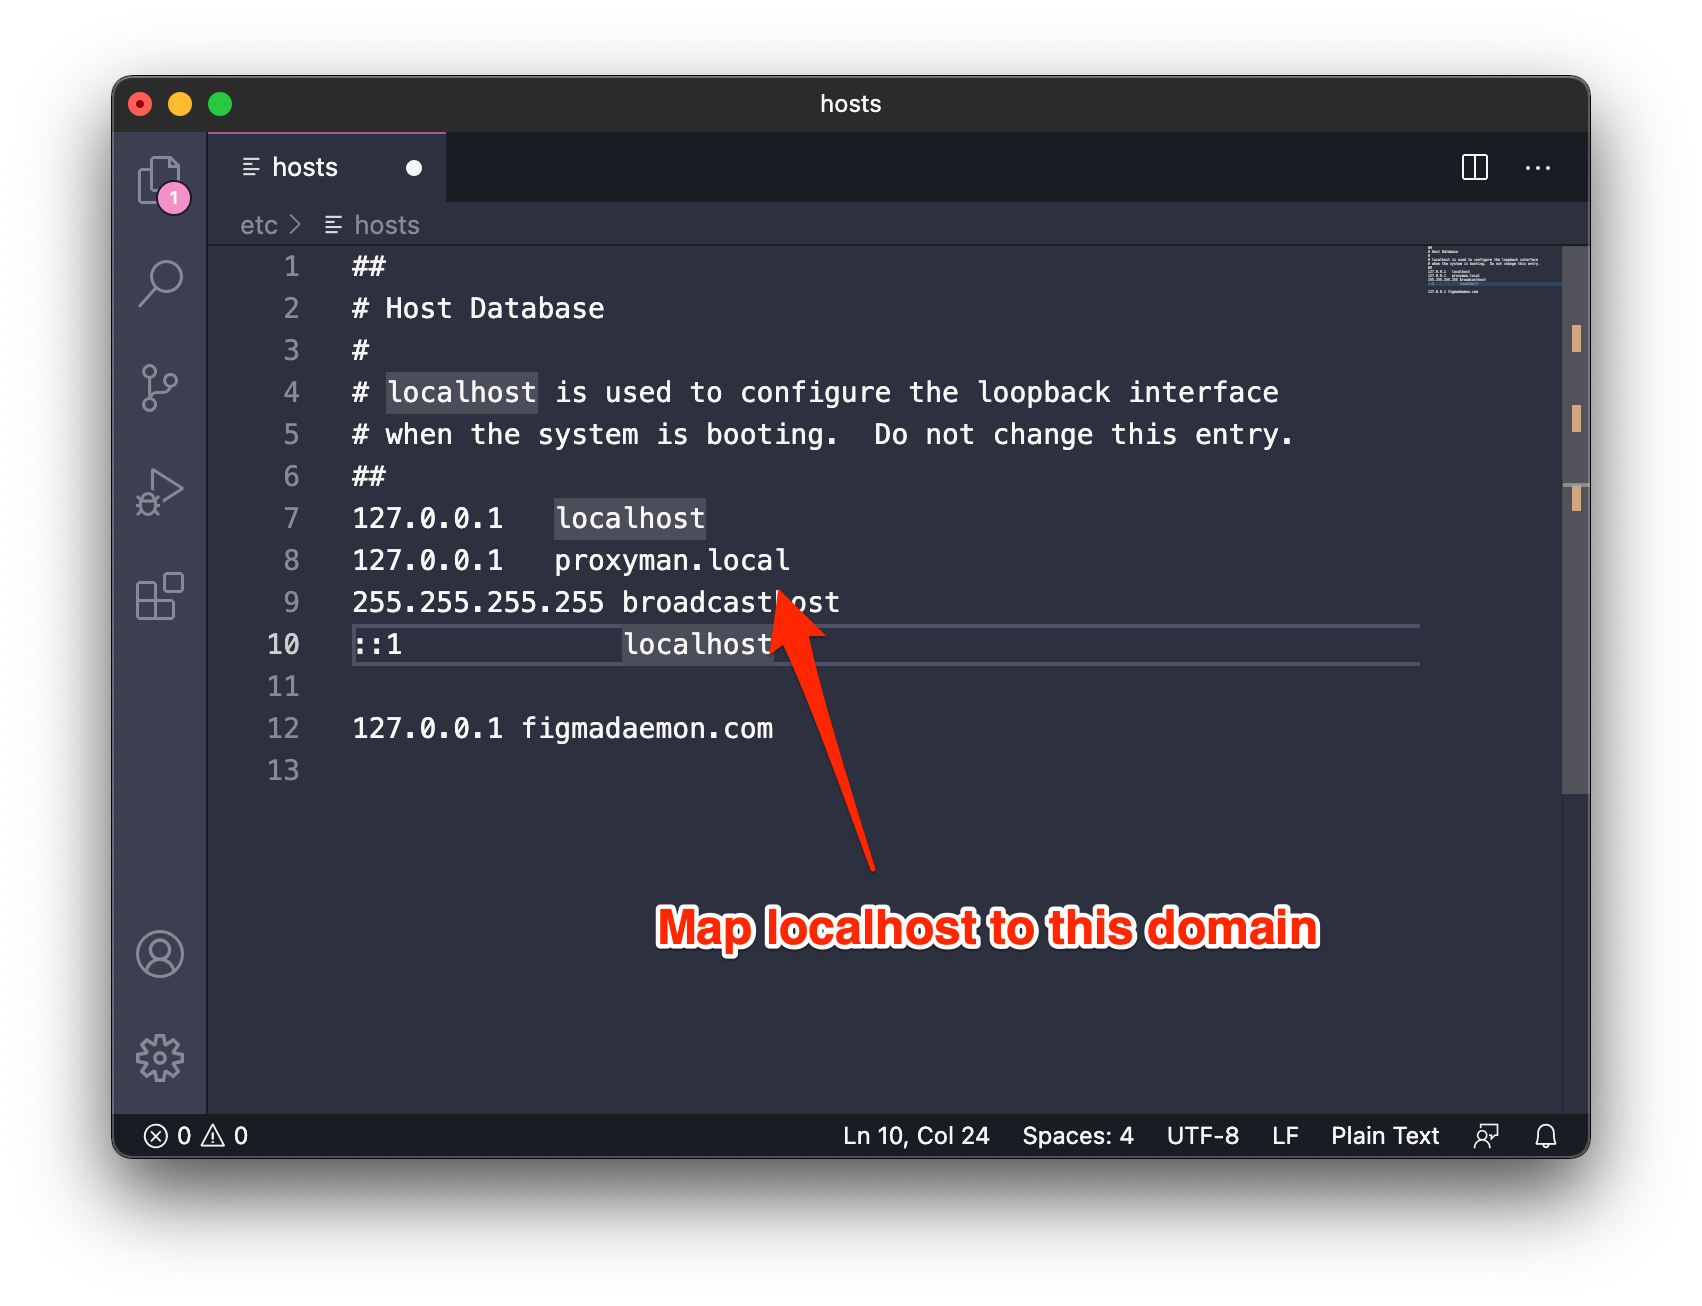 hosts
hosts
1
etc > hosts
1 ##
2 # Host Database
3 #
4 # localhost is used to configure the loopback interface
5 # when the system is booting.  Do not change this entry.
6 ##
7 127.0.0.1   localhost
8 127.0.0.1   proxyman.local
9 255.255.255.255 broadcasthost
10 ::1             localhost
11
12 127.0.0.1 figmadaemon.com
13
Map localhost to this domain
0 0 Ln 10, Col 24 Spaces: 4 UTF-8 LF Plain Text